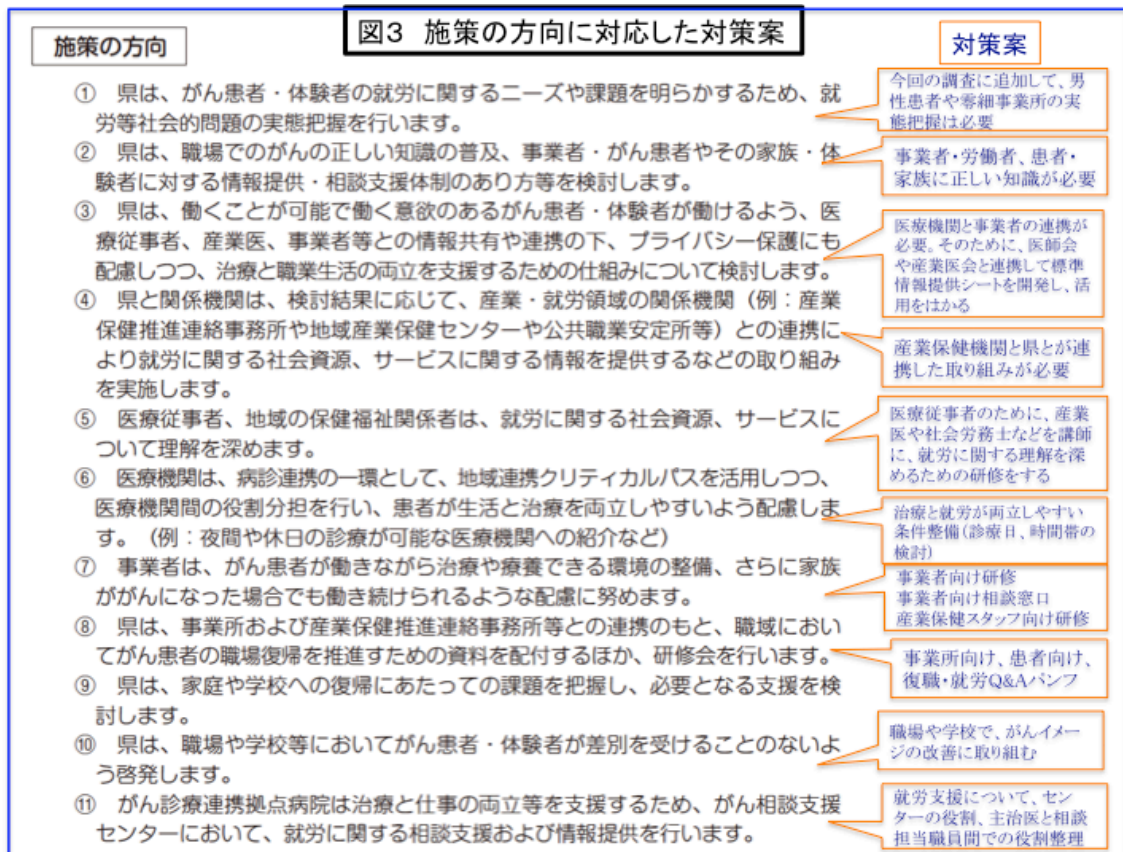 図3 施策の方向に対応した対策案
施策の方向
対策案
① 県は、がん患者・体験者の就労に関するニーズや課題を明らかするため、就
労等社会的問題の実態把握を行います。
② 県は、職場でのがんの正しい知識の普及、事業者・がん患者やその家族・体
験者に対する情報提供・相談支援体制のあり方等を検討します。
③ 県は、働くことが可能で働く意欲のあるがん患者・体験者が働けるよう、医
療従事者、産業医、事業者等との情報共有や連携の下、プライバシー保護にも
配慮しつつ、治療と職業生活の両立を支援するための仕組みについて検討します。
④ 県と関係機関は、検討結果に応じて、産業・就労領域の関係機関（例：産業
保健推進連絡事務所や地域産業保健センターや公共職業安定所等）との連携に
より就労に関する社会資源、サービスに関する情報を提供するなどの取り組み
を実施します。
⑤ 医療従事者、地域の保健福祉関係者は、就労に関する社会資源、サービスに
ついて理解を深めます。
⑥ 医療機関は、病診連携の一環として、地域連携クリティカルパスを活用しつつ、
医療機関間の役割分担を行い、患者が生活と治療を両立しやすいよう配慮しま
す。（例：夜間や休日の診療が可能な医療機関への紹介など）
⑦ 事業者は、がん患者が働きながら治療や療養できる環境の整備、さらに家族
ががんになった場合でも働き続けられるような配慮に努めます。
⑧ 県は、事業所および産業保健推進連絡事務所等との連携のもと、職域におい
てがん患者の職場復帰を推進すための資料を配付するほか、研修会を行います。
⑨ 県は、家庭や学校への復帰にあたっての課題を把握し、必要となる支援を検
討します。
⑩ 県は、職場や学校等においてがん患者・体験者が差別を受けることのないよ
う啓発します。
⑪ がん診療連携拠点病院は治療と仕事の両立等を支援するため、がん相談支援
センターにおいて、就労に関する相談支援および情報提供を行います。
今回の調査に追加して、男
性患者や零細事業所の実
態把握は必要
事業者・労働者、患者・
家族に正しい知識が必要
医療機関と事業者の連携が
必要。そのために、医師会
や産業医会と連携して標準
情報提供シートを開発し、活
用をはかる
産業保健機関と県とが連
携した取り組みが必要
医療従事者のために、産業
医や社会労務士などを講師
に、就労に関する理解を深
めるための研修をする
治療と就労が両立しやすい
条件整備(診療日、時間帯の
検討)
事業者向け研修
事業者向け相談窓口
産業保健スタッフ向け研修
事業所向け、患者向け、
復職・就労Q&Aパンフ
職場や学校で、がんイメー
ジの改善に取り組む
就労支援について、セン
ターの役割、主治医と相談
担当職員間での役割整理